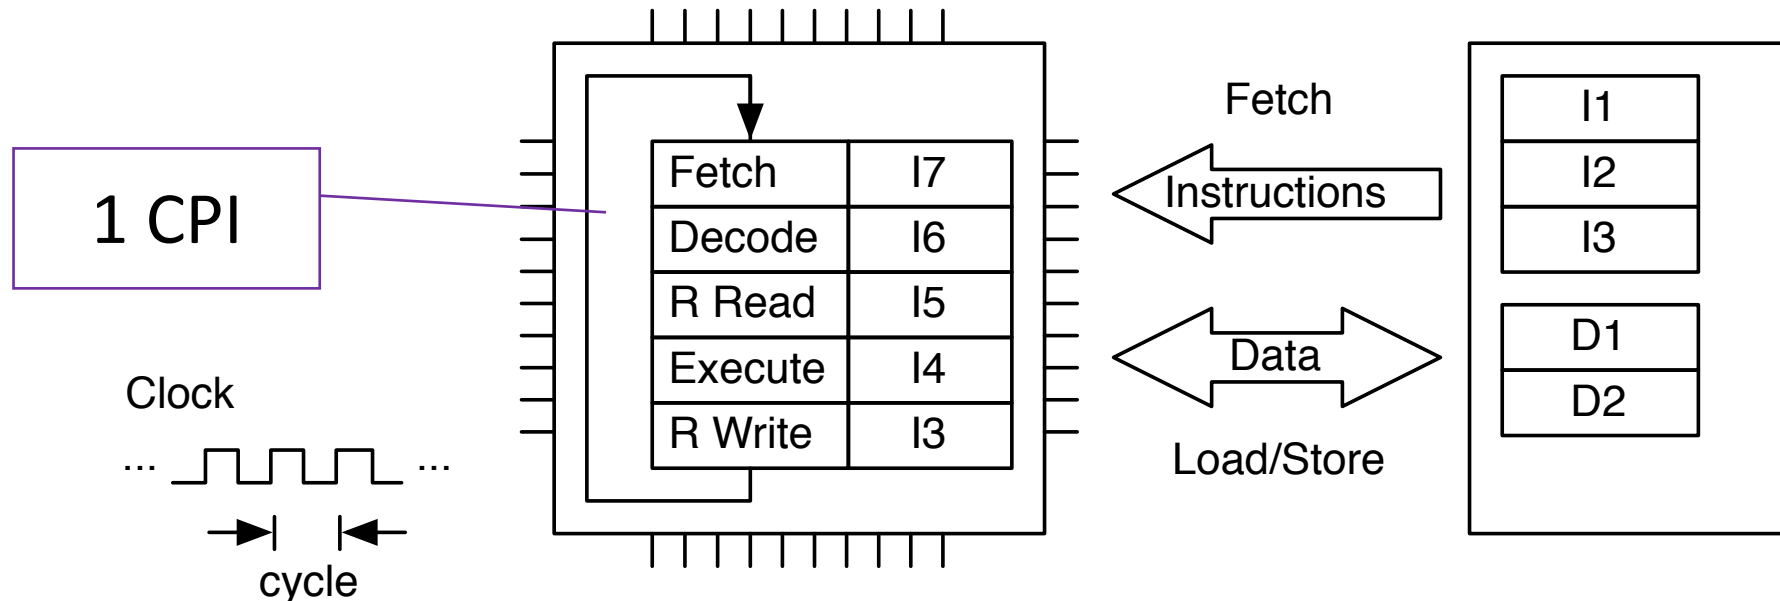 1 CPI
Clock
... ...
cycle
Fetch I7
Decode I6
R Read I5
Execute I4
R Write I3
Fetch
Instructions
Data
Load/Store
I1
I2
I3
D1
D2